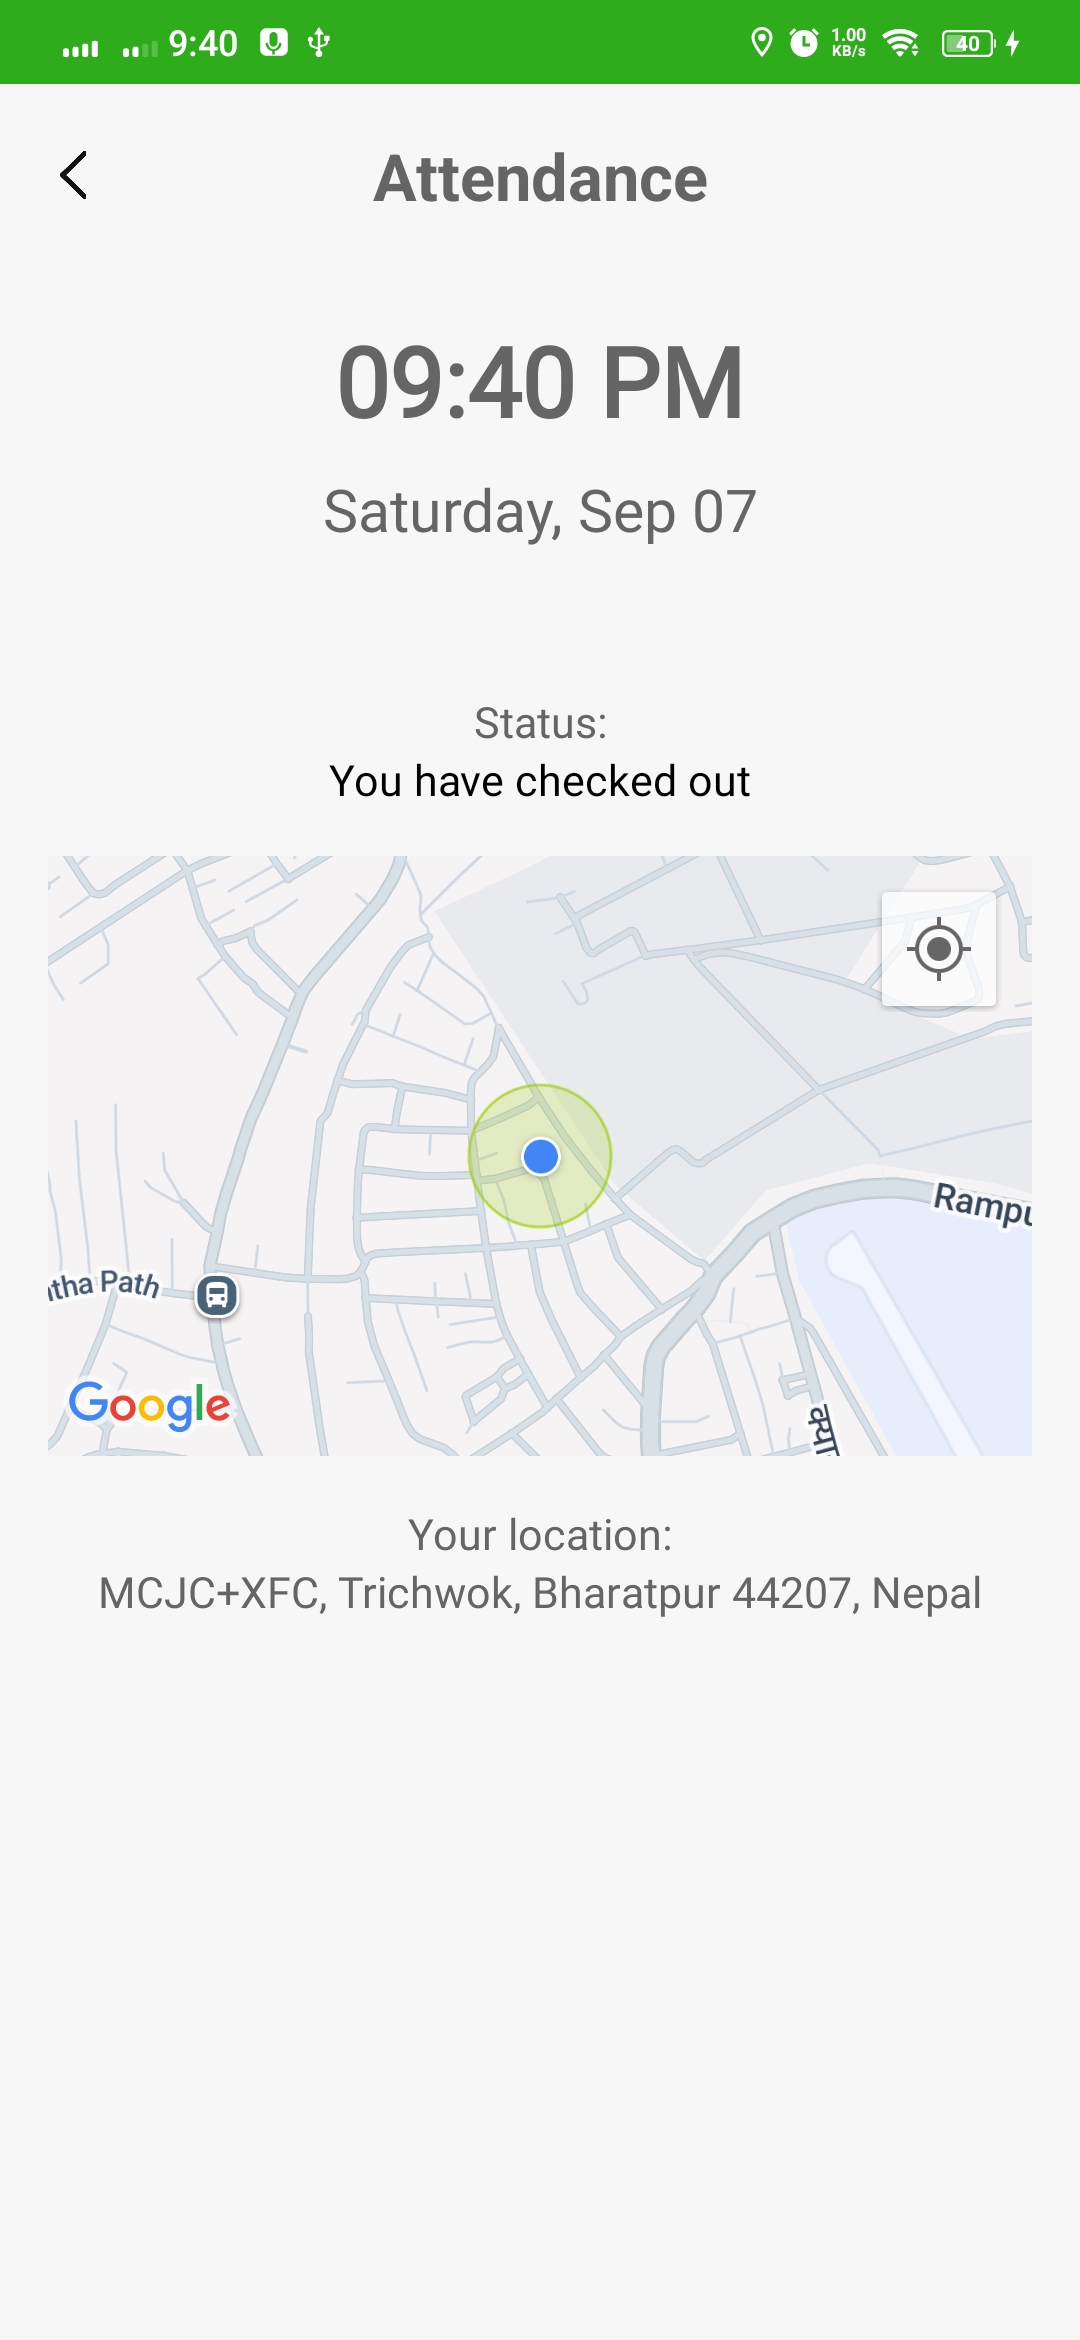 9:40
1.00
KB/s
40
Attendance
09:40 PM
Saturday, Sep 07
Status:
You have checked out
Rampu
tha Path
Google
क्या
Your location:
MCJC+XFC, Trichwok, Bharatpur 44207, Nepal